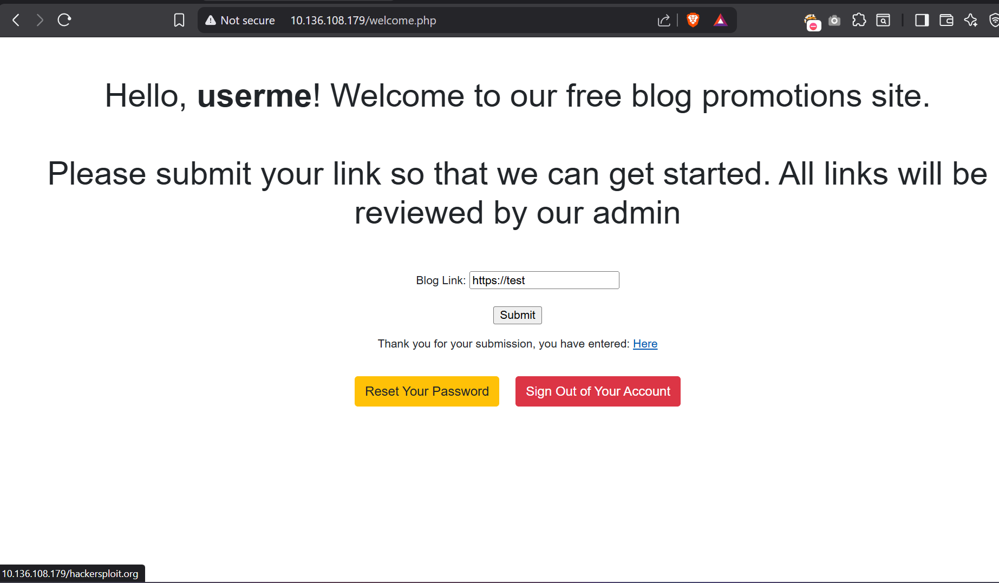 Not secure 10.136.108.179/welcome.php
Hello, userme! Welcome to our free blog promotions site.
Please submit your link so that we can get started. All links will be
reviewed by our admin
Blog Link: https://test
Submit
Thank you for your submission, you have entered: Here
Reset Your Password Sign Out of Your Account
10.136.108.179/hackersploit.org